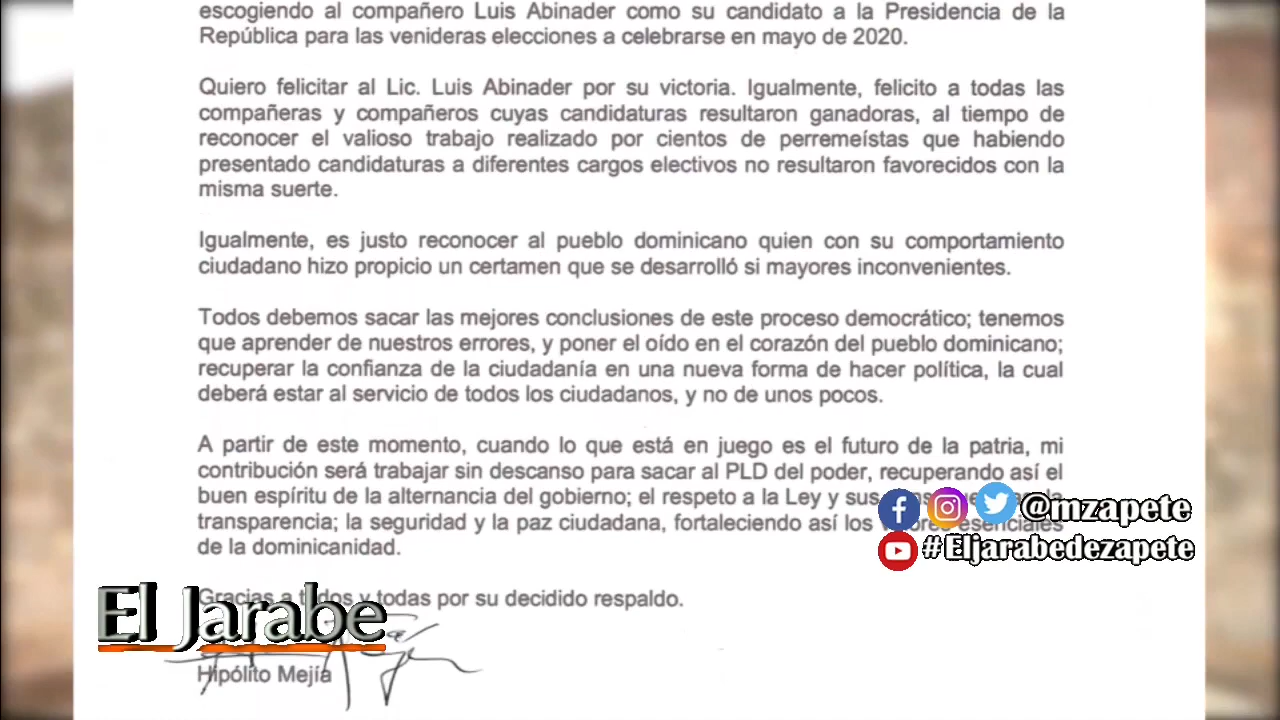 escogiendo al compañero Luis Abinader como su candidato a la Presidencia de la
República para las venideras elecciones a celebrarse en mayo de 2020.
Quiero felicitar al Lic. Luis Abinader por su victoria. Igualmente, felicito a todas las
compañeras y compañeros cuyas candidaturas resultaron ganadoras, al tiempo de
reconocer el valioso trabajo realizado por cientos de perremeístas que habiendo
presentado candidaturas a diferentes cargos electivos no resultaron favorecidos con la
misma suerte.
Igualmente, es justo reconocer al pueblo dominicano quien con su comportamiento
ciudadano hizo propicio un certamen que se desarrolló si mayores inconvenientes.
Todos debemos sacar las mejores conclusiones de este proceso democrático; tenemos
que aprender de nuestros errores, y poner el oído en el corazón del pueblo dominicano;
recuperar la confianza de la ciudadanía en una nueva forma de hacer política, la cual
deberá estar al servicio de todos los ciudadanos, y no de unos pocos.
A partir de este momento, cuando lo que está en juego es el futuro de la patria, mi
contribución será trabajar sin descanso para sacar al PLD del poder, recuperando así el
buen espíritu de la alternancia del gobierno; el respeto a la Ley y sus la
transparencia; la seguridad y la paz ciudadana, fortaleciendo así los valores esenciales
de la dominicanidad.
@mzapete
#Eljarabedezapete
Gracias a todos y todas por su decidido respaldo.
El Jarabe
Hipólito Mejía